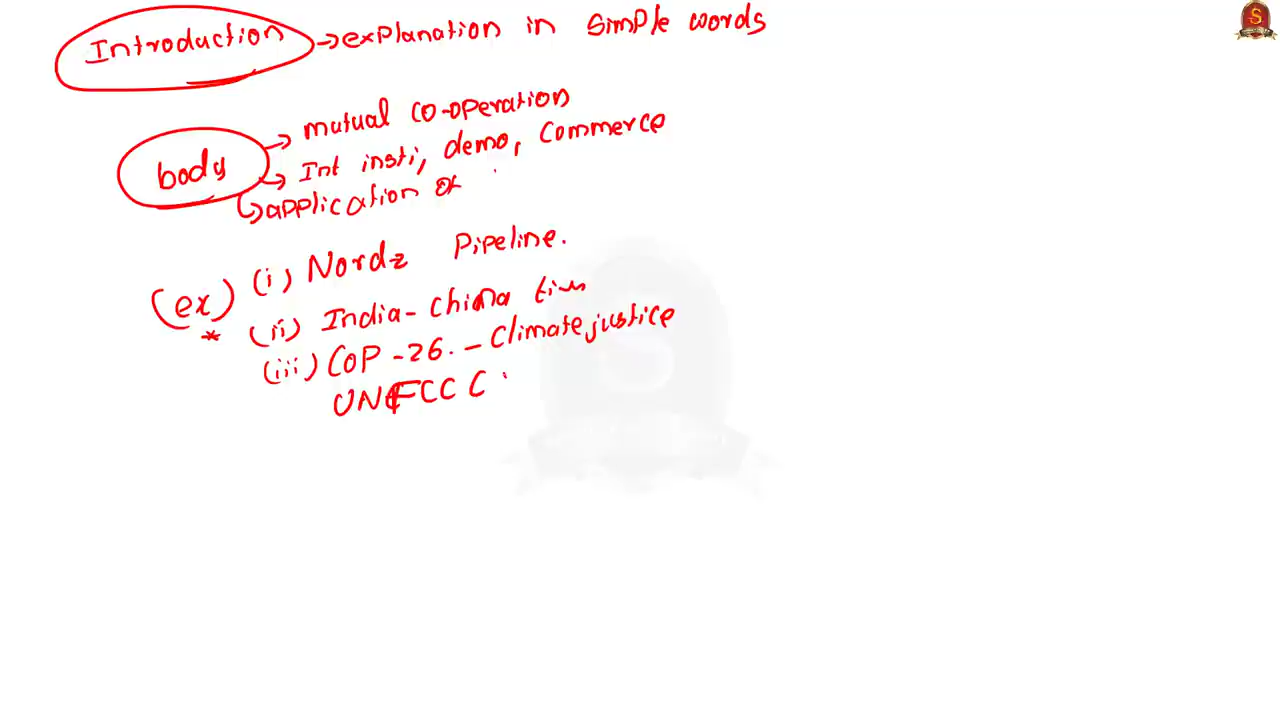 Introduction → explanation in simple words
body → mutual co-operation
→ Int insti, demo, commerce
→ application of
(ex) (i) Nord2 Pipeline.
* (ii) India-China
(iii) COP-26. - Climate justice
UNFCCC
S